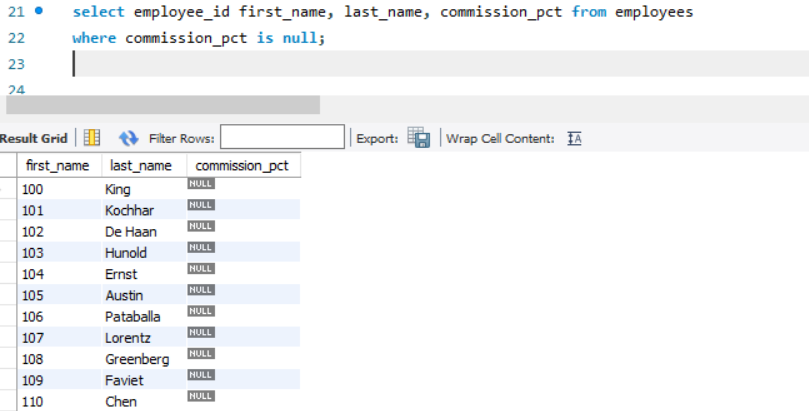 21 select employee_id first_name, last_name, commission_pct from employees
22 where commission_pct is null;
23
24
Result Grid Filter Rows: Export: Wrap Cell Content:
first_name last_name commission_pct
100 King NULL
101 Kochhar NULL
102 De Haan NULL
103 Hunold NULL
104 Ernst NULL
105 Austin NULL
106 Pataballa NULL
107 Lorentz NULL
108 Greenberg NULL
109 Faviet NULL
110 Chen NULL